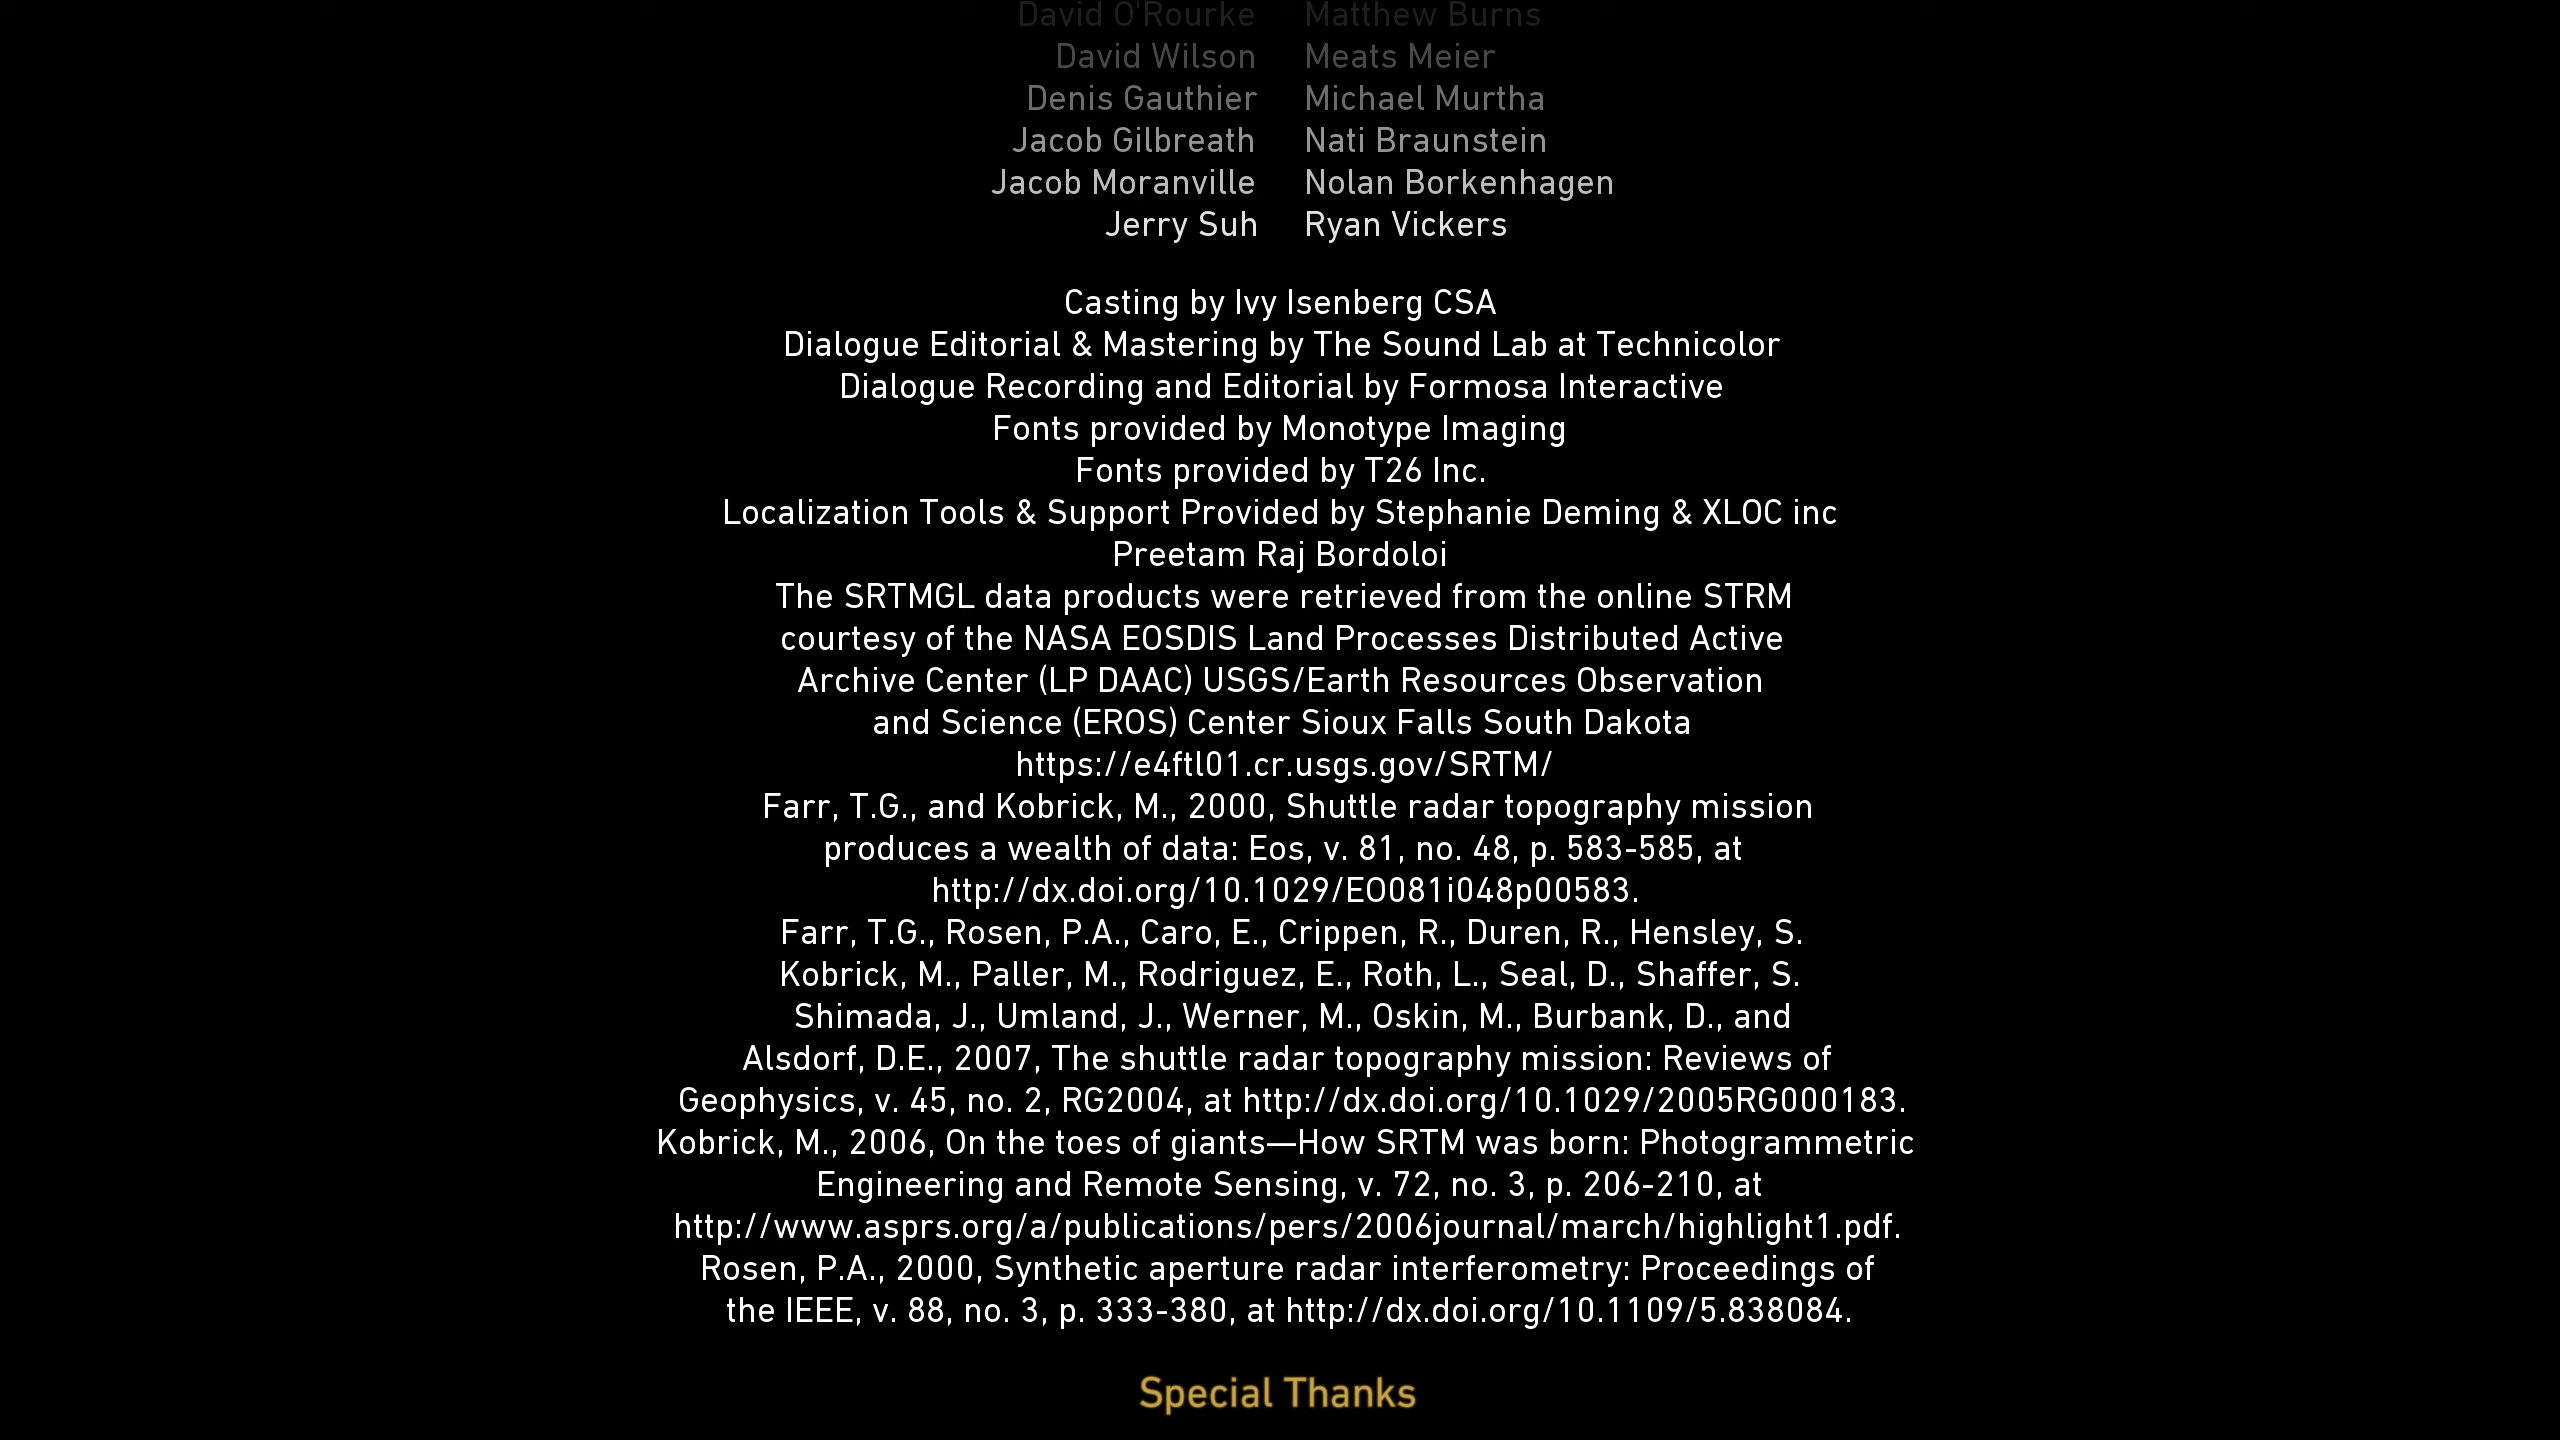 David O'Rourke Matthew Burns
David Wilson Meats Meier
Denis Gauthier Michael Murtha
Jacob Gilbreath Nati Braunstein
Jacob Moranville Nolan Borkenhagen
Jerry Suh Ryan Vickers
Casting by Ivy Isenberg CSA
Dialogue Editorial & Mastering by The Sound Lab at Technicolor
Dialogue Recording and Editorial by Formosa Interactive
Fonts provided by Monotype Imaging
Fonts provided by T26 Inc.
Localization Tools & Support Provided by Stephanie Deming & XLOC inc
Preetam Raj Bordoloi
The SRTMGL data products were retrieved from the online STRM
courtesy of the NASA EOSDIS Land Processes Distributed Active
Archive Center (LP DAAC) USGS/Earth Resources Observation
and Science (EROS) Center Sioux Falls South Dakota
https://e4ftl01.cr.usgs.gov/SRTM/
Farr, T.G., and Kobrick, M., 2000, Shuttle radar topography mission
produces a wealth of data: Eos, v. 81, no. 48, p. 583-585, at
http://dx.doi.org/10.1029/EO081i048p00583.
Farr, T.G., Rosen, P.A., Caro, E., Crippen, R., Duren, R., Hensley, S.
Kobrick, M., Paller, M., Rodriguez, E., Roth, L., Seal, D., Shaffer, S.
Shimada, J., Umland, J., Werner, M., Oskin, M., Burbank, D., and
Alsdorf, D.E., 2007, The shuttle radar topography mission: Reviews of
Geophysics, v. 45, no. 2, RG2004, at http://dx.doi.org/10.1029/2005RG000183.
Kobrick, M., 2006, On the toes of giants—How SRTM was born: Photogrammetric
Engineering and Remote Sensing, v. 72, no. 3, p. 206-210, at
http://www.asprs.org/a/publications/pers/2006journal/march/highlight1.pdf.
Rosen, P.A., 2000, Synthetic aperture radar interferometry: Proceedings of
the IEEE, v. 88, no. 3, p. 333-380, at http://dx.doi.org/10.1109/5.838084.
Special Thanks